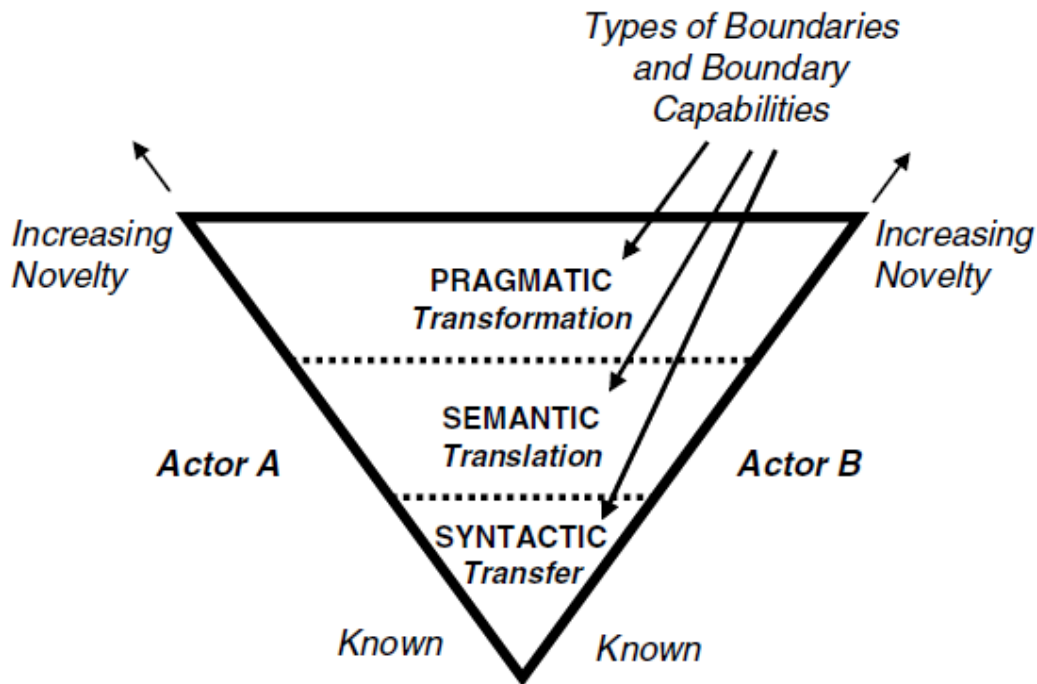 Types of Boundaries
and Boundary
Capabilities
Increasing
Novelty
Increasing
Novelty
PRAGMATIC
Transformation
SEMANTIC
Translation
Actor A
Actor B
SYNTACTIC
Transfer
Known
Known